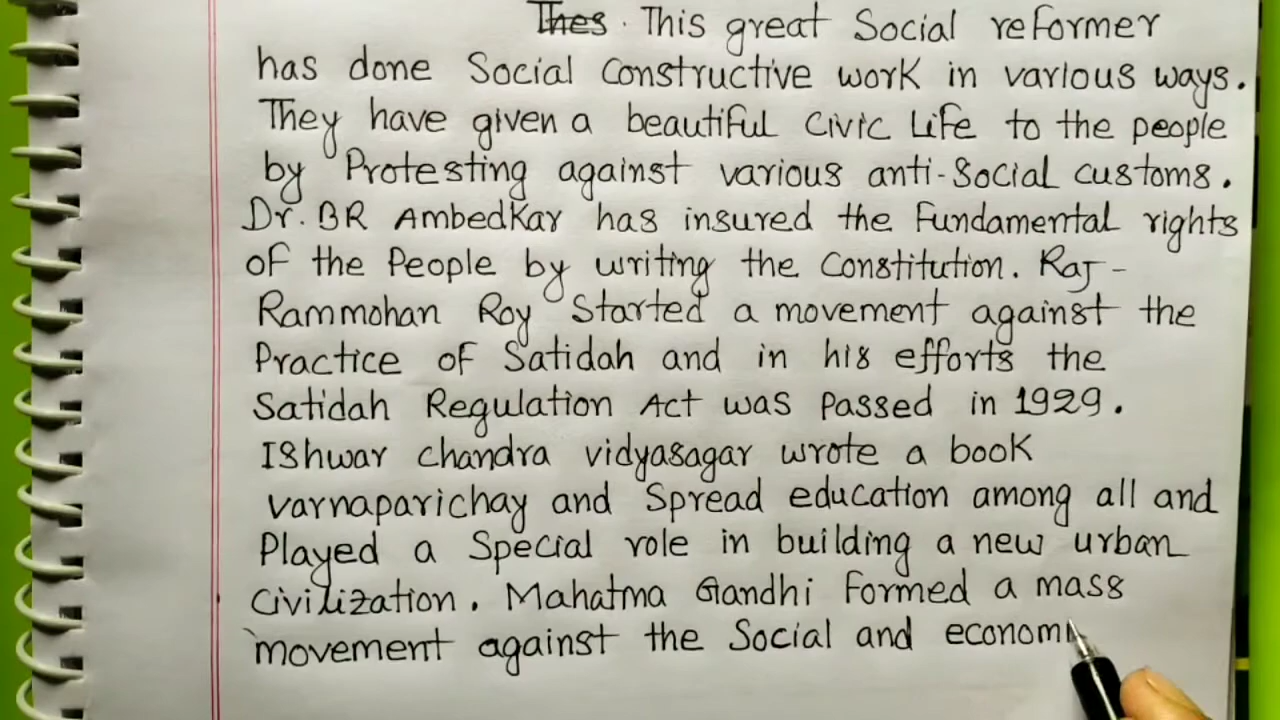 Thes. This great Social reformer
has done Social Constructive work in various ways.
They have given a beautiful Civic Life to the people
by Protesting against various anti-Social customs.
Dr. BR Ambedkar has insured the Fundamental rights
of the People by writing the Constitution. Raj-
Rammohan Roy Started a movement against the
Practice of Satidah and in his efforts the
Satidah Regulation Act was Passed in 1929.
IShwar Chandra vidyasagar wrote a book
varnaparichay and Spread education among all and
Played a Special role in building a new urban
Civilization. Mahatma Gandhi Formed a mass
movement against the Social and econom